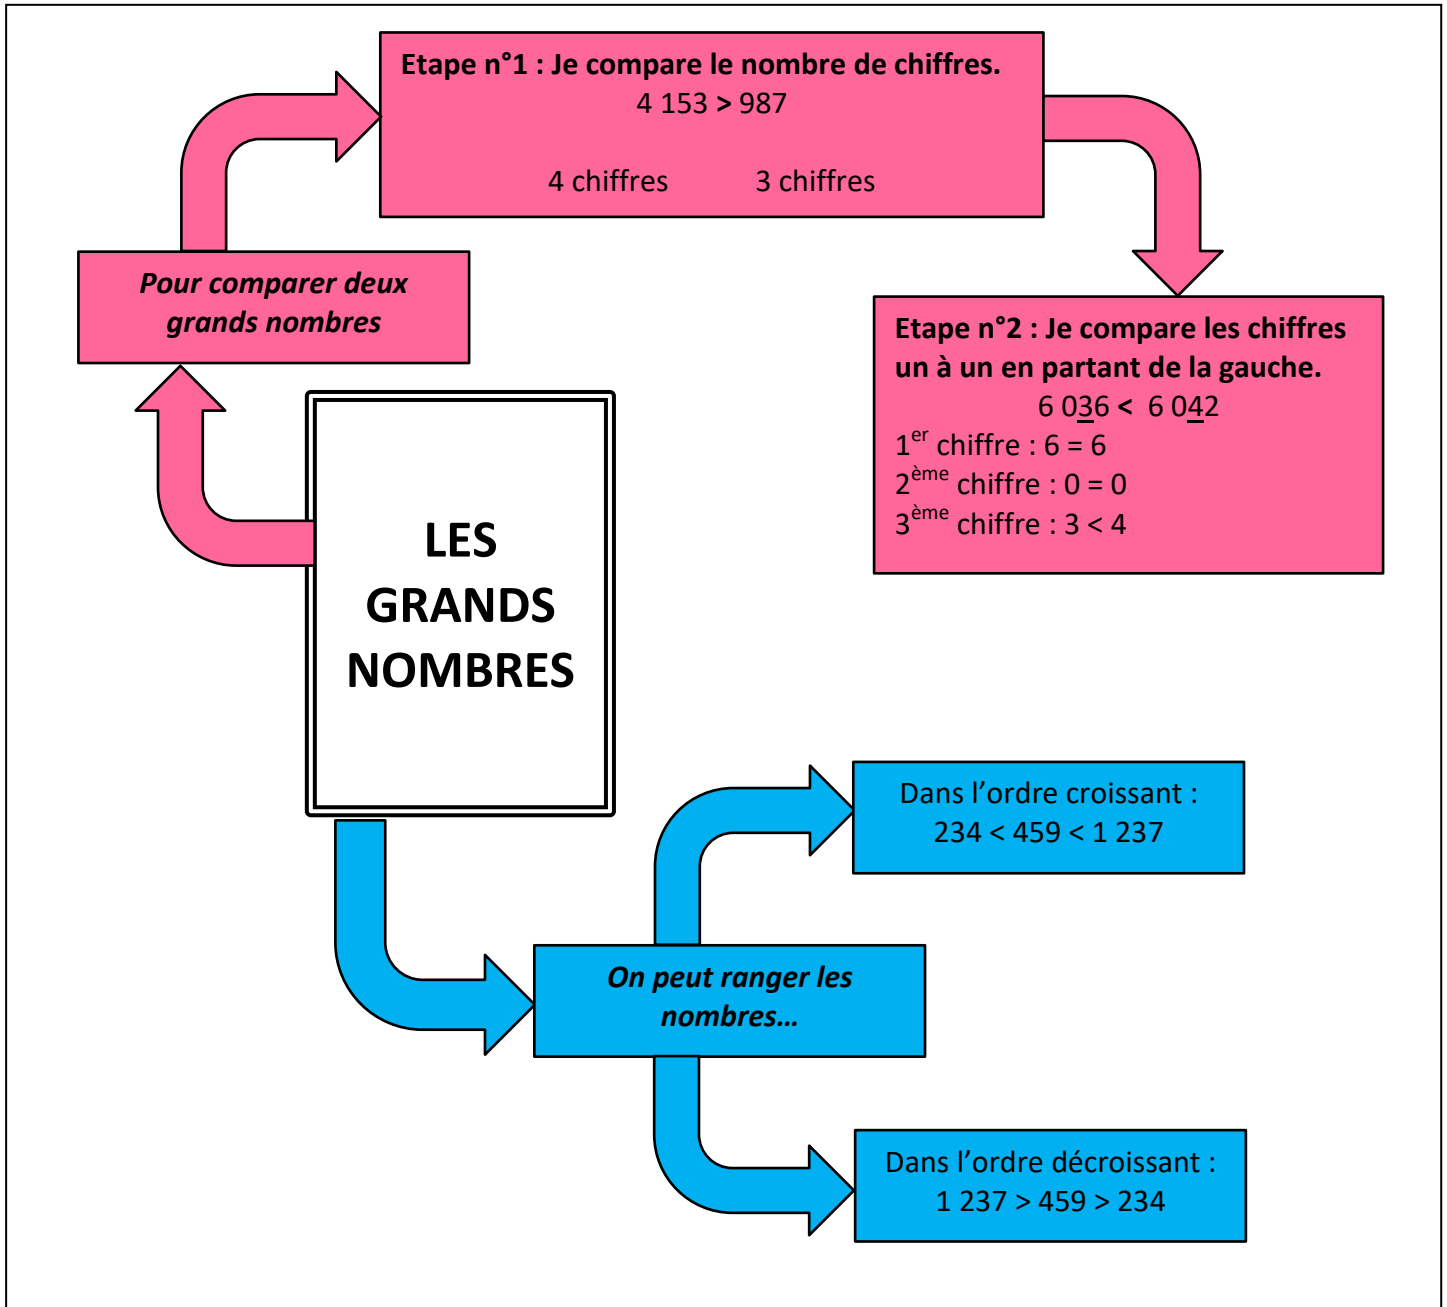 Etape n°1 : Je compare le nombre de chiffres.
4 153 > 987
4 chiffres 3 chiffres
Pour comparer deux
grands nombres
Etape n°2 : Je compare les chiffres
un à un en partant de la gauche.
6 036 < 6 042
1er chiffre : 6 = 6
2ème chiffre : 0 = 0
3ème chiffre : 3 < 4
LES
GRANDS
NOMBRES
Dans l’ordre croissant :
234 < 459 < 1 237
On peut ranger les
nombres…
Dans l’ordre décroissant :
1 237 > 459 > 234